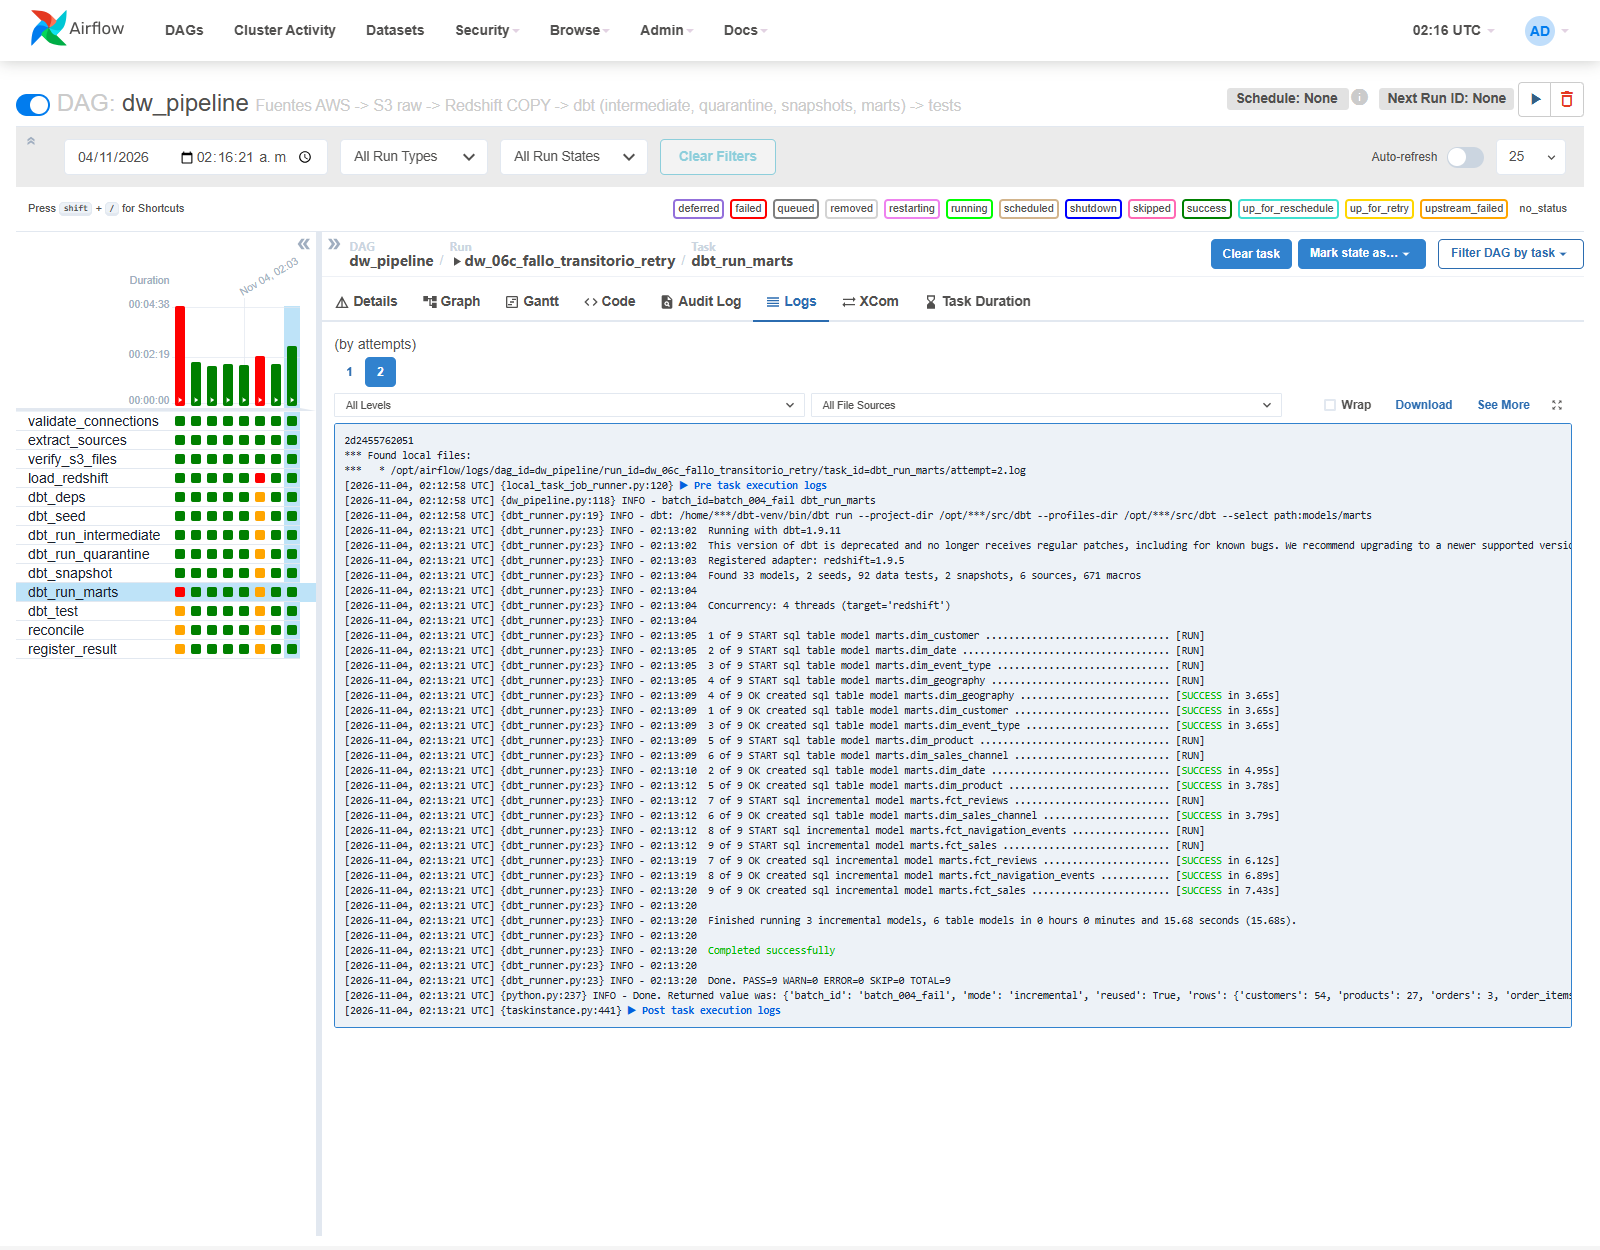 Airflow
DAGs
Cluster Activity
Datasets
Security
Browse
Admin
Docs
02:16 UTC
AD
DAG: dw_pipeline Fuentes AWS -> S3 raw -> Redshift COPY -> dbt (intermediate, quarantine, snapshots, marts) -> tests
Schedule: None
Next Run ID: None
04/11/2026 02:16:21 a. m
All Run Types
All Run States
Clear Filters
Auto-refresh
25
Press shift + / for Shortcuts
deferred failed queued removed restarting running scheduled shutdown skipped success up_for_reschedule up_for_retry upstream_failed no_status
Duration
Nov 04, 02:03
00:04:38
00:02:19
00:00:00
validate_connections
extract_sources
verify_s3_files
load_redshift
dbt_deps
dbt_seed
dbt_run_intermediate
dbt_run_quarantine
dbt_snapshot
dbt_run_marts
dbt_test
reconcile
register_result
DAG Run Task
dw_pipeline / dw_06c_fallo_transitorio_retry / dbt_run_marts
Clear task
Mark state as...
Filter DAG by task
Details
Graph
Gantt
Code
Audit Log
Logs
XCom
Task Duration
(by attempts)
1 2
All Levels
All File Sources
Wrap
Download
See More
2d2455762051
*** Found local files:
***   * /opt/airflow/logs/dag_id=dw_pipeline/run_id=dw_06c_fallo_transitorio_retry/task_id=dbt_run_marts/attempt=2.log
[2026-11-04, 02:12:58 UTC] {local_task_job_runner.py:120} ▶ Pre task execution logs
[2026-11-04, 02:12:58 UTC] {dw_pipeline.py:118} INFO - batch_id=batch_004_fail dbt_run_marts
[2026-11-04, 02:12:58 UTC] {dbt_runner.py:19} INFO - dbt: /home/***/dbt-venv/bin/dbt run --project-dir /opt/***/src/dbt --profiles-dir /opt/***/src/dbt --select path:models/marts
[2026-11-04, 02:13:21 UTC] {dbt_runner.py:23} INFO - 02:13:02  Running with dbt=1.9.11
[2026-11-04, 02:13:21 UTC] {dbt_runner.py:23} INFO - 02:13:02  This version of dbt is deprecated and no longer receives regular patches, including for known bugs. We recommend upgrading to a newer supported versio
[2026-11-04, 02:13:21 UTC] {dbt_runner.py:23} INFO - 02:13:03  Registered adapter: redshift=1.9.5
[2026-11-04, 02:13:21 UTC] {dbt_runner.py:23} INFO - 02:13:04  Found 33 models, 2 seeds, 92 data tests, 2 snapshots, 6 sources, 671 macros
[2026-11-04, 02:13:21 UTC] {dbt_runner.py:23} INFO - 02:13:04
[2026-11-04, 02:13:21 UTC] {dbt_runner.py:23} INFO - 02:13:04  Concurrency: 4 threads (target='redshift')
[2026-11-04, 02:13:21 UTC] {dbt_runner.py:23} INFO - 02:13:04
[2026-11-04, 02:13:21 UTC] {dbt_runner.py:23} INFO - 02:13:05  1 of 9 START sql table model marts.dim_customer ............................... [RUN]
[2026-11-04, 02:13:21 UTC] {dbt_runner.py:23} INFO - 02:13:05  2 of 9 START sql table model marts.dim_date ................................... [RUN]
[2026-11-04, 02:13:21 UTC] {dbt_runner.py:23} INFO - 02:13:05  3 of 9 START sql table model marts.dim_event_type ............................. [RUN]
[2026-11-04, 02:13:21 UTC] {dbt_runner.py:23} INFO - 02:13:05  4 of 9 START sql table model marts.dim_geography .............................. [RUN]
[2026-11-04, 02:13:21 UTC] {dbt_runner.py:23} INFO - 02:13:09  4 of 9 OK created sql table model marts.dim_geography ......................... [SUCCESS in 3.65s]
[2026-11-04, 02:13:21 UTC] {dbt_runner.py:23} INFO - 02:13:09  1 of 9 OK created sql table model marts.dim_customer .......................... [SUCCESS in 3.65s]
[2026-11-04, 02:13:21 UTC] {dbt_runner.py:23} INFO - 02:13:09  3 of 9 OK created sql table model marts.dim_event_type ........................ [SUCCESS in 3.65s]
[2026-11-04, 02:13:21 UTC] {dbt_runner.py:23} INFO - 02:13:09  5 of 9 START sql table model marts.dim_product ................................ [RUN]
[2026-11-04, 02:13:21 UTC] {dbt_runner.py:23} INFO - 02:13:09  6 of 9 START sql table model marts.dim_sales_channel .......................... [RUN]
[2026-11-04, 02:13:21 UTC] {dbt_runner.py:23} INFO - 02:13:10  2 of 9 OK created sql table model marts.dim_date .............................. [SUCCESS in 4.95s]
[2026-11-04, 02:13:21 UTC] {dbt_runner.py:23} INFO - 02:13:12  5 of 9 OK created sql table model marts.dim_product ........................... [SUCCESS in 3.78s]
[2026-11-04, 02:13:21 UTC] {dbt_runner.py:23} INFO - 02:13:12  7 of 9 START sql incremental model marts.fct_reviews .......................... [RUN]
[2026-11-04, 02:13:21 UTC] {dbt_runner.py:23} INFO - 02:13:12  6 of 9 OK created sql table model marts.dim_sales_channel ..................... [SUCCESS in 3.79s]
[2026-11-04, 02:13:21 UTC] {dbt_runner.py:23} INFO - 02:13:12  8 of 9 START sql incremental model marts.fct_navigation_events ................ [RUN]
[2026-11-04, 02:13:21 UTC] {dbt_runner.py:23} INFO - 02:13:12  9 of 9 START sql incremental model marts.fct_sales ............................ [RUN]
[2026-11-04, 02:13:21 UTC] {dbt_runner.py:23} INFO - 02:13:19  7 of 9 OK created sql incremental model marts.fct_reviews ..................... [SUCCESS in 6.12s]
[2026-11-04, 02:13:21 UTC] {dbt_runner.py:23} INFO - 02:13:19  8 of 9 OK created sql incremental model marts.fct_navigation_events ........... [SUCCESS in 6.89s]
[2026-11-04, 02:13:21 UTC] {dbt_runner.py:23} INFO - 02:13:20  9 of 9 OK created sql incremental model marts.fct_sales ....................... [SUCCESS in 7.43s]
[2026-11-04, 02:13:21 UTC] {dbt_runner.py:23} INFO - 02:13:20
[2026-11-04, 02:13:21 UTC] {dbt_runner.py:23} INFO - 02:13:20  Finished running 3 incremental models, 6 table models in 0 hours 0 minutes and 15.68 seconds (15.68s).
[2026-11-04, 02:13:21 UTC] {dbt_runner.py:23} INFO - 02:13:20
[2026-11-04, 02:13:21 UTC] {dbt_runner.py:23} INFO - 02:13:20  Completed successfully
[2026-11-04, 02:13:21 UTC] {dbt_runner.py:23} INFO - 02:13:20
[2026-11-04, 02:13:21 UTC] {dbt_runner.py:23} INFO - 02:13:20  Done. PASS=9 WARN=0 ERROR=0 SKIP=0 TOTAL=9
[2026-11-04, 02:13:21 UTC] {python.py:237} INFO - Done. Returned value was: {'batch_id': 'batch_004_fail', 'mode': 'incremental', 'reused': True, 'rows': {'customers': 54, 'products': 27, 'orders': 3, 'order_items
[2026-11-04, 02:13:21 UTC] {taskinstance.py:441} ▶ Post task execution logs